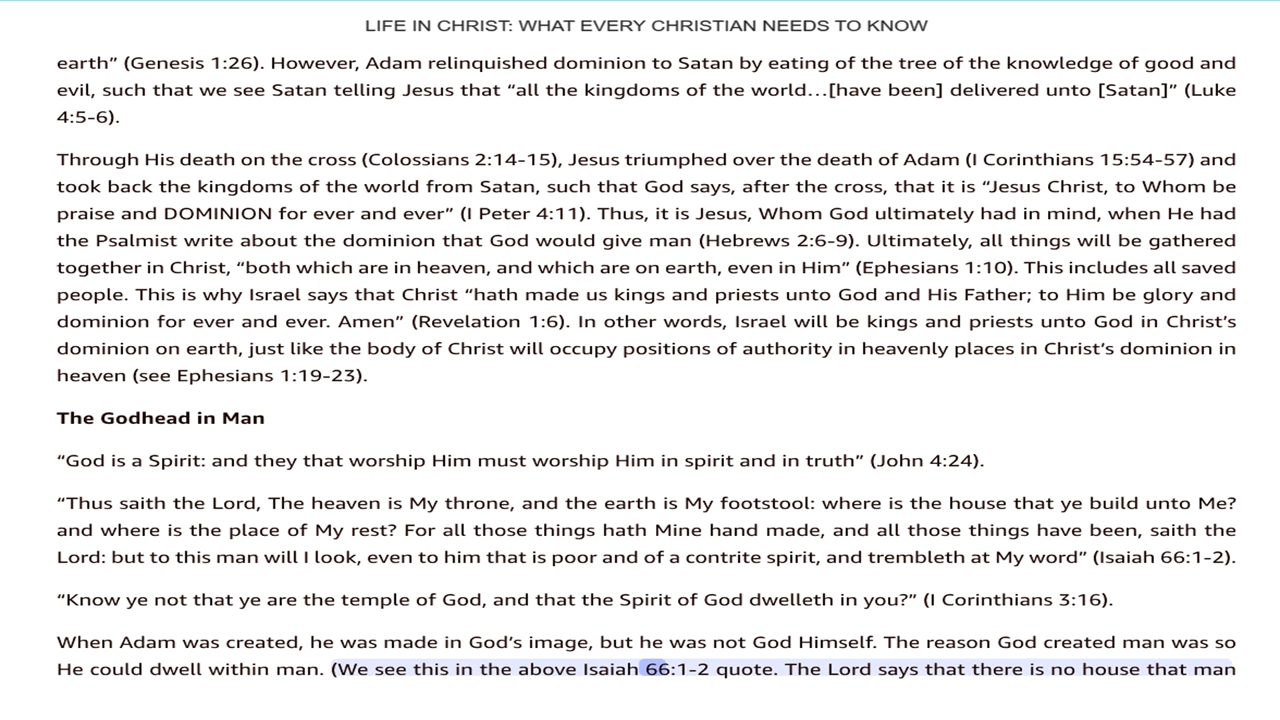 LIFE IN CHRIST: WHAT EVERY CHRISTIAN NEEDS TO KNOW
earth” (Genesis 1:26). However, Adam relinquished dominion to Satan by eating of the tree of the knowledge of good and
evil, such that we see Satan telling Jesus that “all the kingdoms of the world…[have been] delivered unto [Satan]” (Luke
4:5-6).
Through His death on the cross (Colossians 2:14-15), Jesus triumphed over the death of Adam (I Corinthians 15:54-57) and
took back the kingdoms of the world from Satan, such that God says, after the cross, that it is “Jesus Christ, to Whom be
praise and DOMINION for ever and ever” (I Peter 4:11). Thus, it is Jesus, Whom God ultimately had in mind, when He had
the Psalmist write about the dominion that God would give man (Hebrews 2:6-9). Ultimately, all things will be gathered
together in Christ, “both which are in heaven, and which are on earth, even in Him” (Ephesians 1:10). This includes all saved
people. This is why Israel says that Christ “hath made us kings and priests unto God and His Father; to Him be glory and
dominion for ever and ever. Amen” (Revelation 1:6). In other words, Israel will be kings and priests unto God in Christ’s
dominion on earth, just like the body of Christ will occupy positions of authority in heavenly places in Christ’s dominion in
heaven (see Ephesians 1:19-23).
The Godhead in Man
“God is a Spirit: and they that worship Him must worship Him in spirit and in truth” (John 4:24).
“Thus saith the Lord, The heaven is My throne, and the earth is My footstool: where is the house that ye build unto Me?
and where is the place of My rest? For all those things hath Mine hand made, and all those things have been, saith the
Lord: but to this man will I look, even to him that is poor and of a contrite spirit, and trembleth at My word” (Isaiah 66:1-2).
“Know ye not that ye are the temple of God, and that the Spirit of God dwelleth in you?” (I Corinthians 3:16).
When Adam was created, he was made in God’s image, but he was not God Himself. The reason God created man was so
He could dwell within man. (We see this in the above Isaiah 66:1-2 quote. The Lord says that there is no house that man